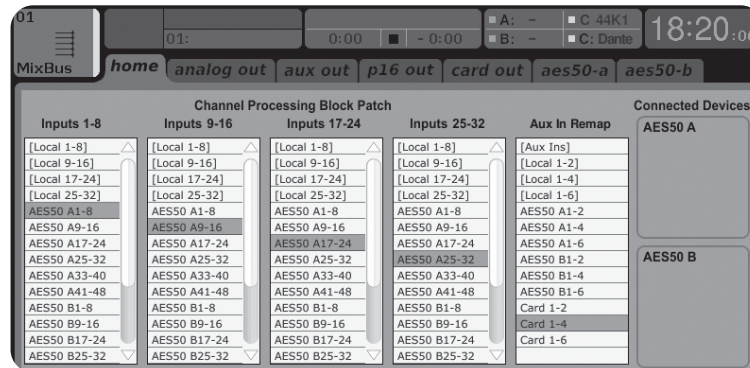 01
MixBus
01:
0:00 - 0:00
A: - C 44K1
B: - C: Dante
18:20
home analog out aux out p16 out card out aes50-a aes50-b
Channel Processing Block Patch
Connected Devices
Inputs 1-8 Inputs 9-16 Inputs 17-24 Inputs 25-32 Aux In Remap
AES50 A
[Local 1-8] [Local 1-8] [Local 1-8] [Local 1-8] [Aux Ins]
[Local 9-16] [Local 9-16] [Local 9-16] [Local 9-16] [Local 1-2]
[Local 17-24] [Local 17-24] [Local 17-24] [Local 17-24] [Local 1-4]
[Local 25-32] [Local 25-32] [Local 25-32] [Local 25-32] [Local 1-6]
AES50 A1-8 AES50 A1-8 AES50 A1-8 AES50 A1-8 AES50 A1-2
AES50 A9-16 AES50 A9-16 AES50 A9-16 AES50 A9-16 AES50 A1-4
AES50 A17-24 AES50 A17-24 AES50 A17-24 AES50 A17-24 AES50 A1-6
AES50 A25-32 AES50 A25-32 AES50 A25-32 AES50 A25-32 AES50 B1-2
AES50 B
AES50 A33-40 AES50 A33-40 AES50 A33-40 AES50 A33-40 AES50 B1-4
AES50 A41-48 AES50 A41-48 AES50 A41-48 AES50 A41-48 AES50 B1-6
AES50 B1-8 AES50 B1-8 AES50 B1-8 AES50 B1-8 Card 1-2
AES50 B9-16 AES50 B9-16 AES50 B9-16 AES50 B9-16 Card 1-4
AES50 B17-24 AES50 B17-24 AES50 B17-24 AES50 B17-24 Card 1-6
AES50 B25-32 AES50 B25-32 AES50 B25-32 AES50 B25-32